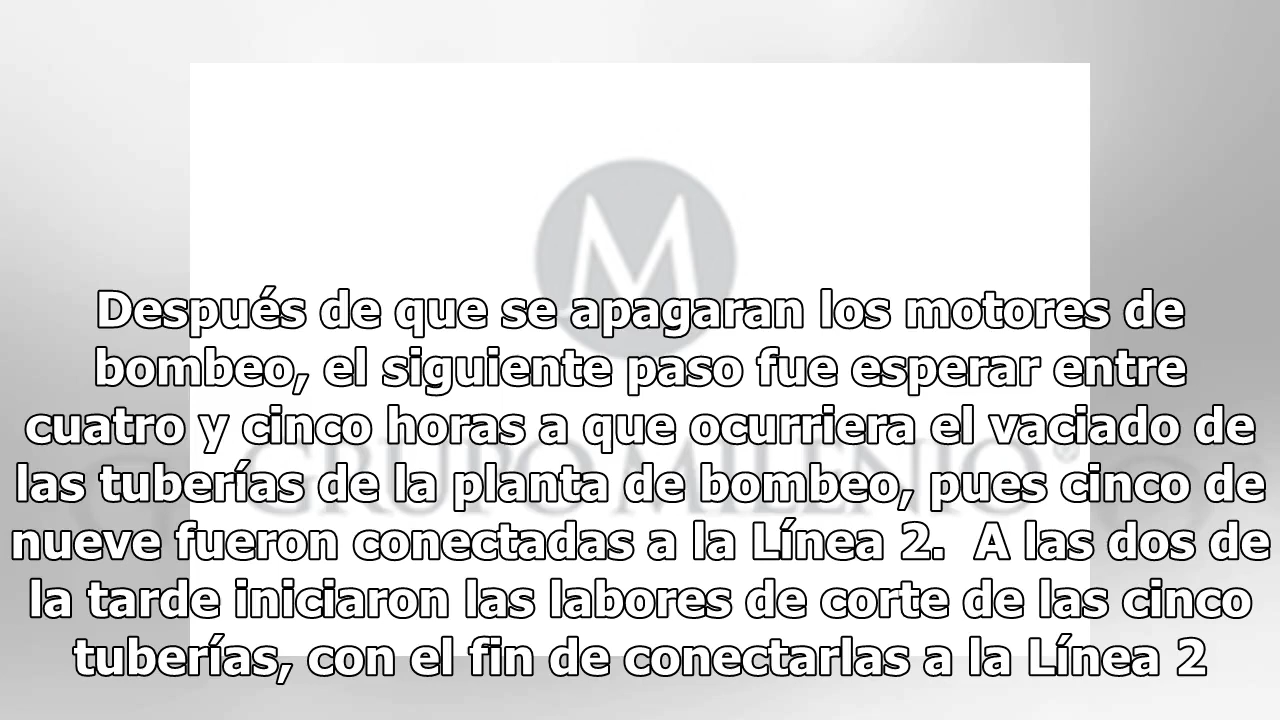 M
Después de que se apagaran los motores de
bombeo, el siguiente paso fue esperar entre
cuatro y cinco horas a que ocurriera el vaciado de
GRUPO MILENIO®
las tuberías de la planta de bombeo, pues cinco de
nueve fueron conectadas a la Línea 2.  A las dos de
la tarde iniciaron las labores de corte de las cinco
tuberías, con el fin de conectarlas a la Línea 2